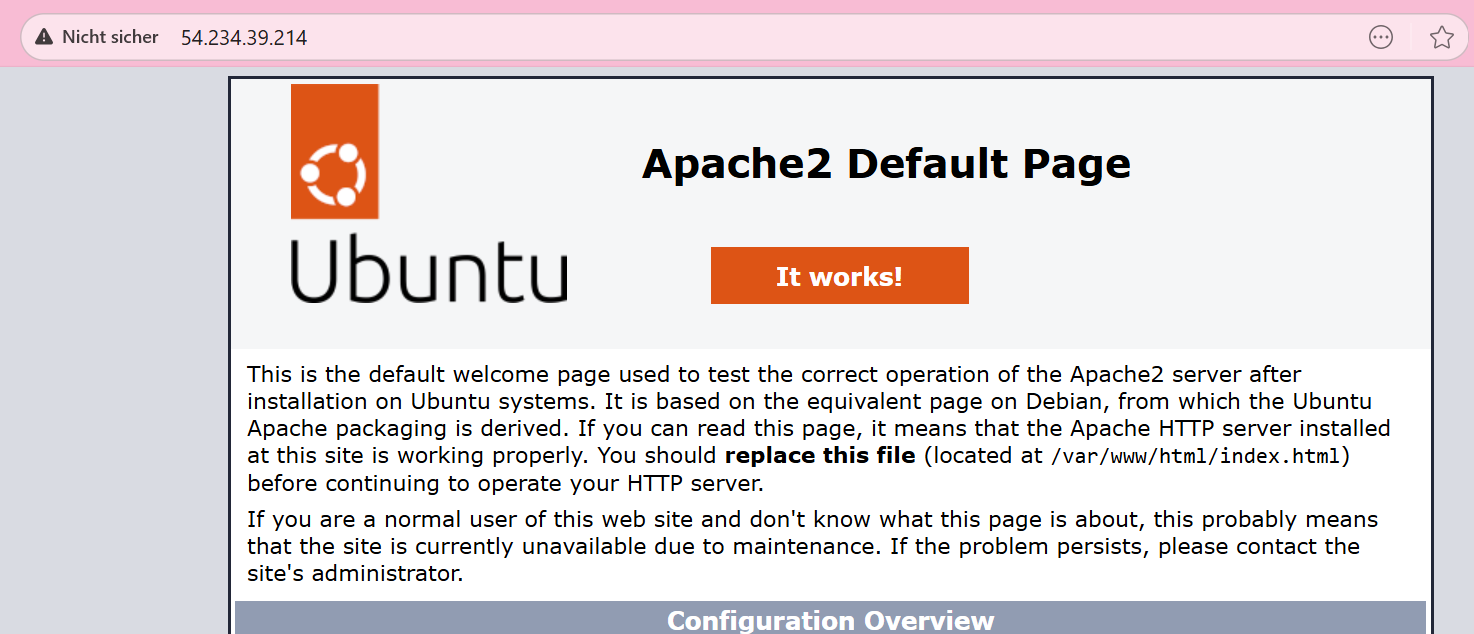 Nicht sicher 54.234.39.214
Apache2 Default Page
Ubuntu
It works!
This is the default welcome page used to test the correct operation of the Apache2 server after
installation on Ubuntu systems. It is based on the equivalent page on Debian, from which the Ubuntu
Apache packaging is derived. If you can read this page, it means that the Apache HTTP server installed
at this site is working properly. You should replace this file (located at /var/www/html/index.html)
before continuing to operate your HTTP server.
If you are a normal user of this web site and don't know what this page is about, this probably means
that the site is currently unavailable due to maintenance. If the problem persists, please contact the
site's administrator.
Configuration Overview